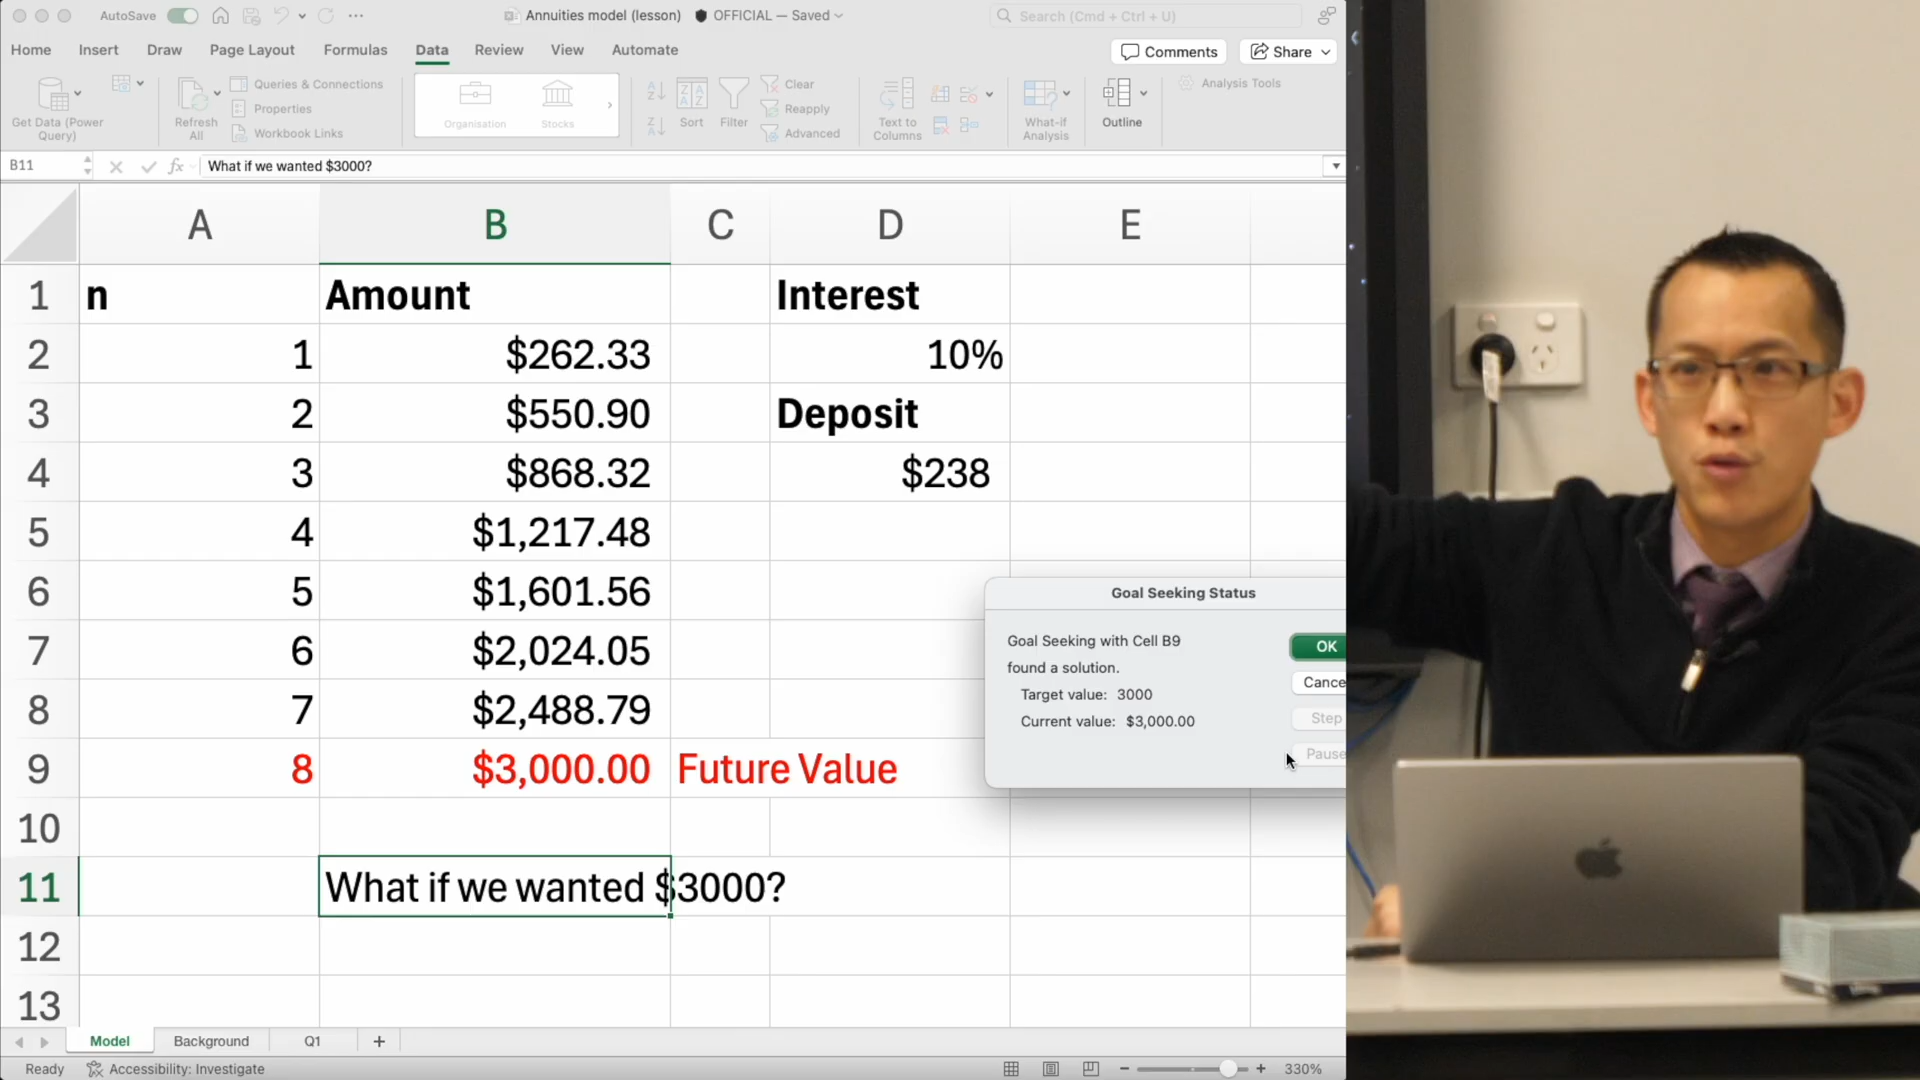 AutoSave
Annuities model (lesson)
OFFICIAL — Saved
Search (Cmd + Ctrl + U)
Home Insert Draw Page Layout Formulas Data Review View Automate
Comments
Share
Get Data (Power Query)
Refresh All
Queries & Connections
Properties
Workbook Links
Organisation
Stocks
Sort
Filter
Clear
Reapply
Advanced
Text to Columns
What-if Analysis
Outline
Analysis Tools
B11
fx
What if we wanted $3000?
A B C D E
1 n Amount Interest
2 1 $262.33 10%
3 2 $550.90 Deposit
4 3 $868.32 $238
5 4 $1,217.48
6 5 $1,601.56
7 6 $2,024.05
8 7 $2,488.79
9 8 $3,000.00 Future Value
10
11 What if we wanted $3000?
12
13
Goal Seeking Status
Goal Seeking with Cell B9
found a solution.
Target value: 3000
Current value: $3,000.00
OK
Cance
Step
Pause
Model Background Q1 +
Ready
Accessibility: Investigate
330%